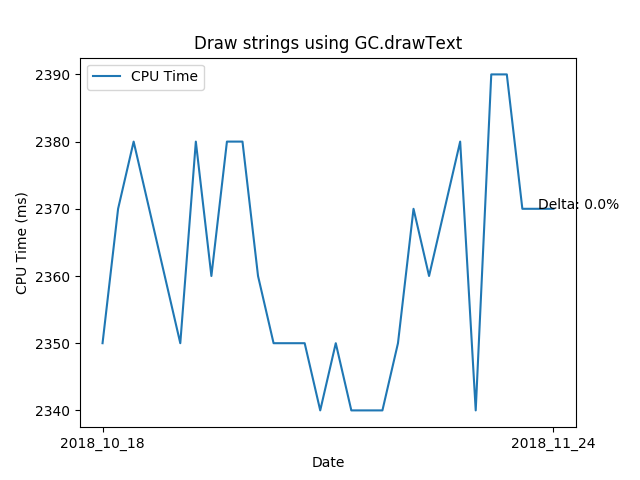 Draw strings using GC.drawText
CPU Time
2390
2380
2370
2360
2350
2340
CPU Time (ms)
Delta: 0.0%
2018_10_18
2018_11_24
Date